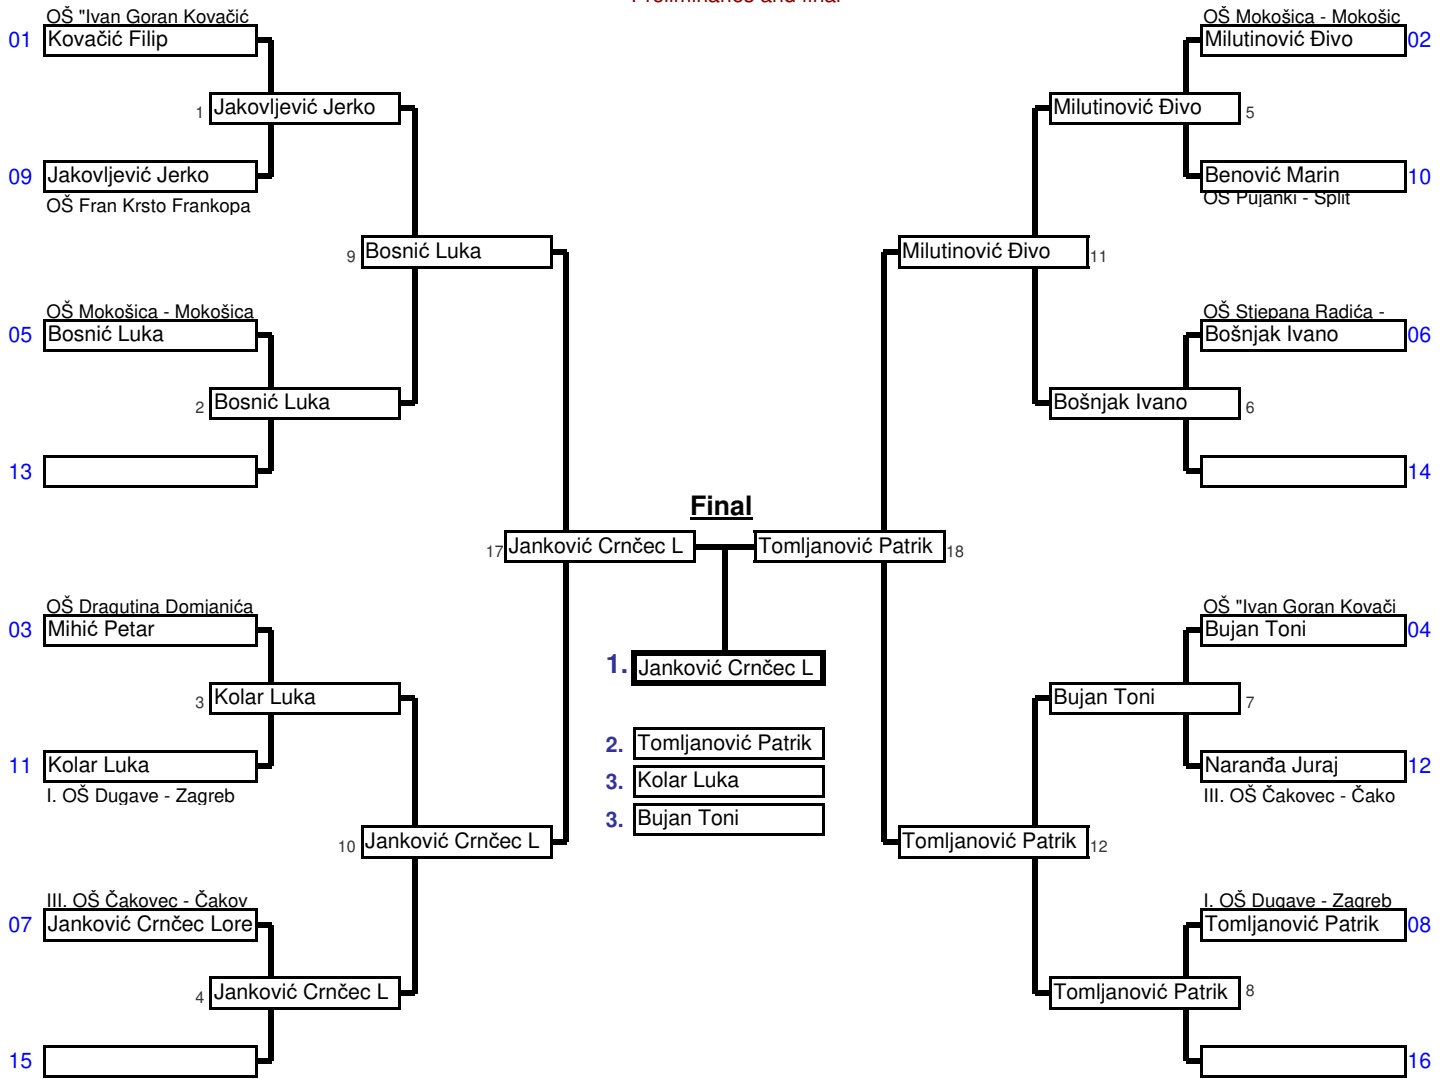 Preliminaries and final
OŠ "Ivan Goran Kovačić
01 Kovačić Filip
1 Jakovljević Jerko
09 Jakovljević Jerko
OŠ Fran Krsto Frankopa
9 Bosnić Luka
OŠ Mokošica - Mokošica
05 Bosnić Luka
2 Bosnić Luka
13
17 Janković Crnčec L
OŠ Dragutina Domjanića
03 Mihić Petar
3 Kolar Luka
11 Kolar Luka
I. OŠ Dugave - Zagreb
10 Janković Crnčec L
III. OŠ Čakovec - Čakov
07 Janković Crnčec Lore
4 Janković Crnčec L
15
Final
1. Janković Crnčec L
2. Tomljanović Patrik
3. Kolar Luka
3. Bujan Toni
OŠ Mokošica - Mokošic
Milutinović Đivo 02
Milutinović Đivo 5
Benović Marin 10
OŠ Pujanki - Split
Milutinović Đivo 11
OŠ Stjepana Radića -
Bošnjak Ivano 06
Bošnjak Ivano 6
14
Tomljanović Patrik 18
OŠ "Ivan Goran Kovači
Bujan Toni 04
Bujan Toni 7
Naranđa Juraj 12
III. OŠ Čakovec - Čako
Tomljanović Patrik 12
I. OŠ Dugave - Zagreb
Tomljanović Patrik 08
Tomljanović Patrik 8
16